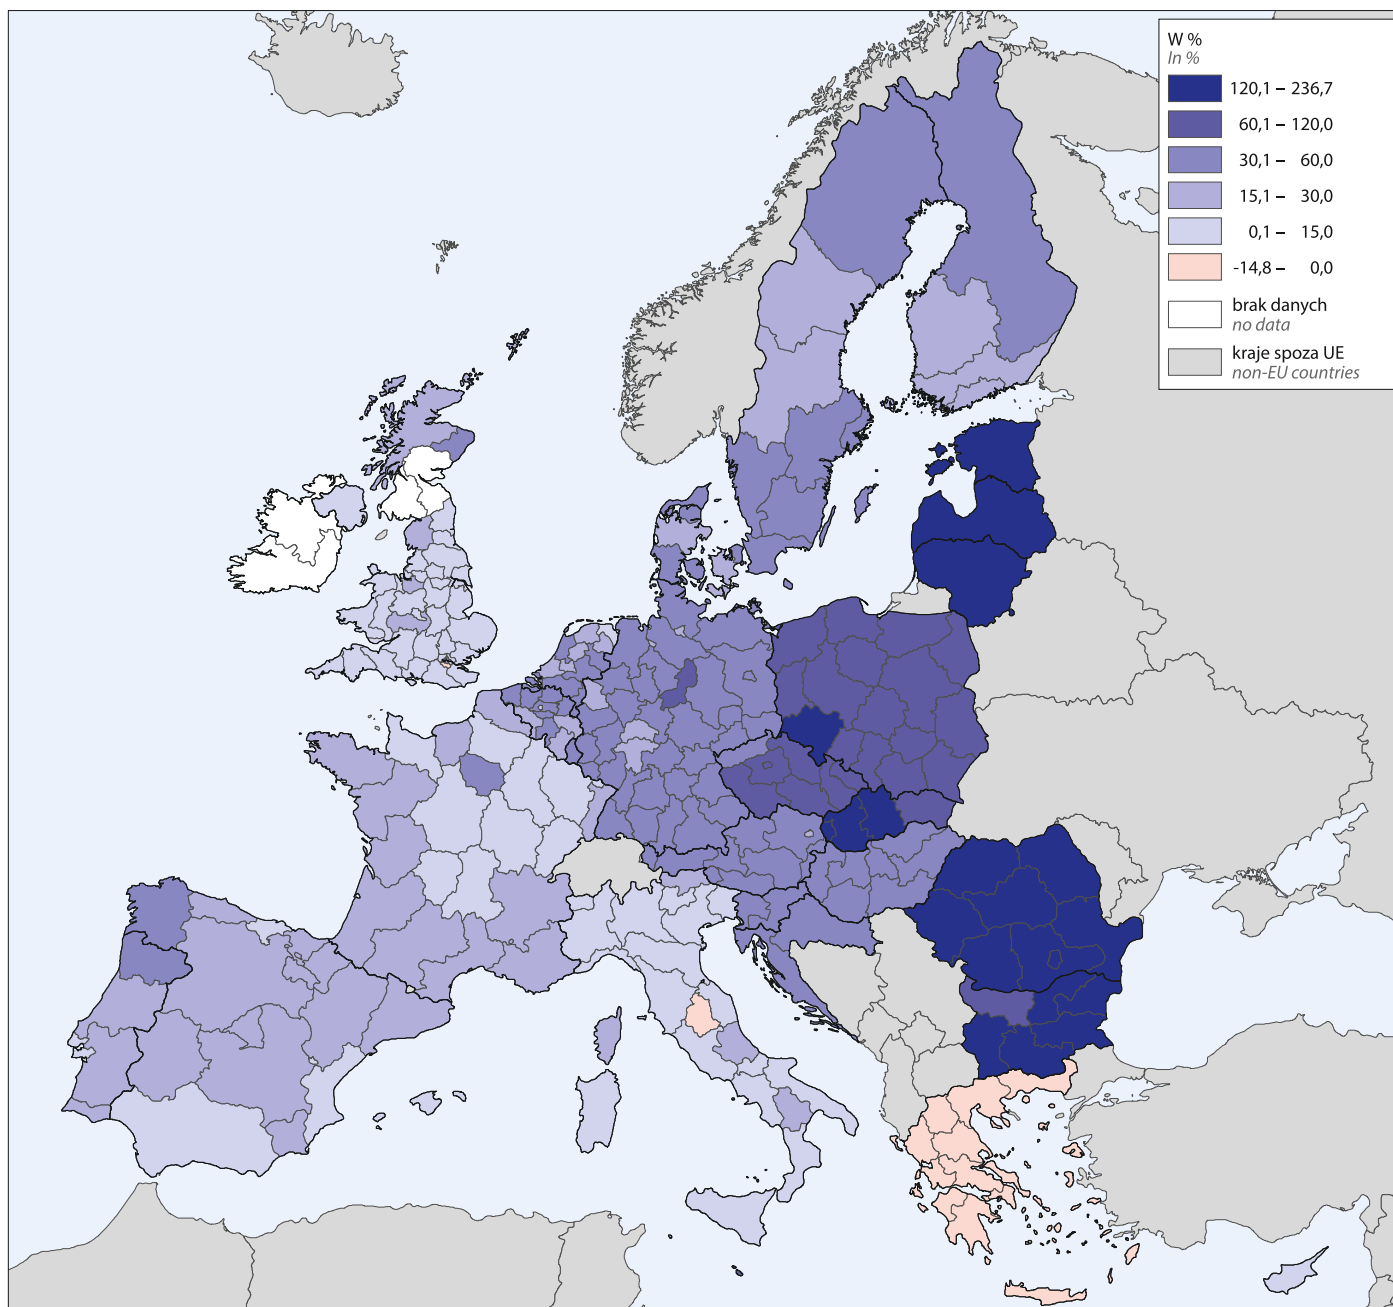 W %
In %
120,1 – 236,7
60,1 – 120,0
30,1 – 60,0
15,1 – 30,0
0,1 – 15,0
-14,8 – 0,0
brak danych
no data
kraje spoza UE
non-EU countries